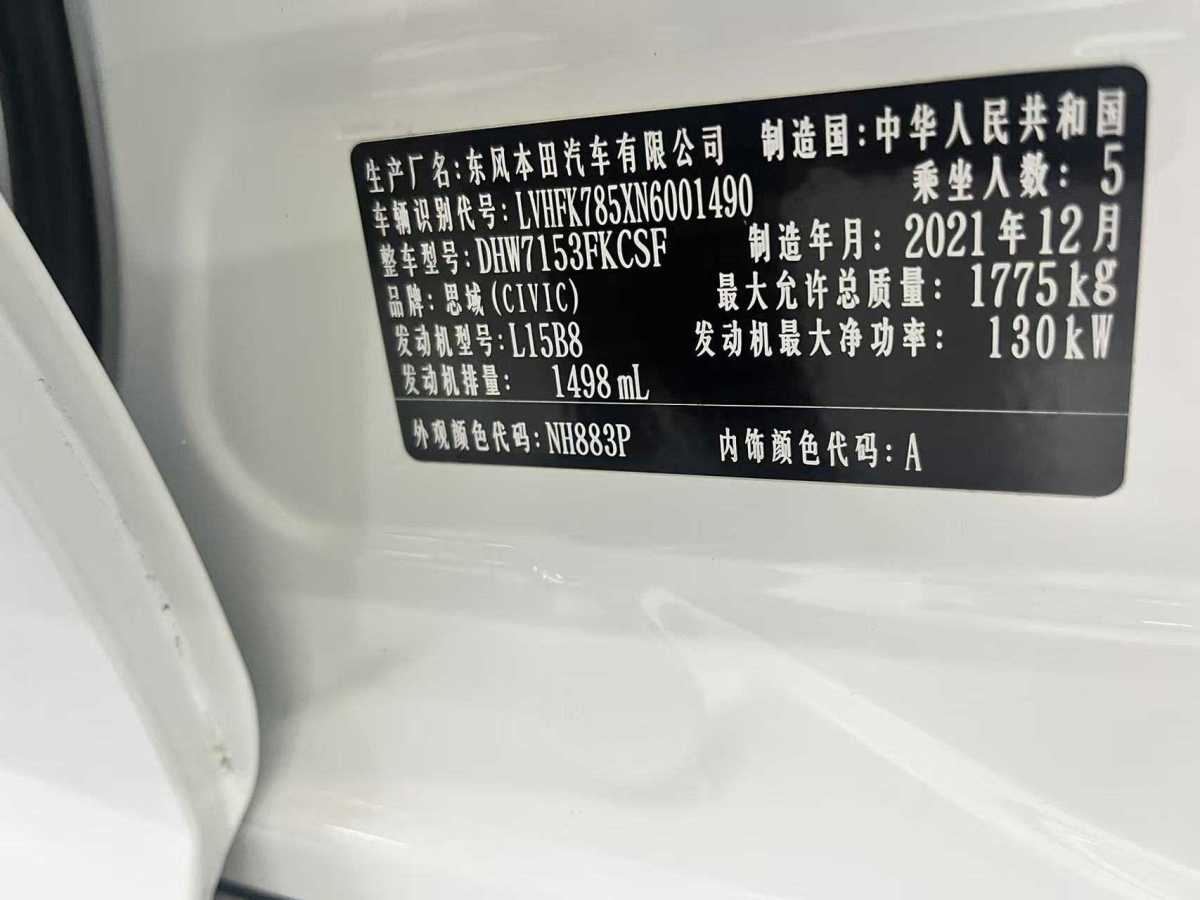 生产厂名:东风本田汽车有限公司 制造国:中华人民共和国
车辆识别代号:LVHFK785XN6001490 乘坐人数:5
整车型号:DHW7153FKCSF 制造年月:2021年12月
品牌:思域(CIVIC) 最大允许总质量:1775kg
发动机型号:L15B8 发动机最大净功率:130kW
发动机排量:1498mL
外观颜色代码:NH883P 内饰颜色代码:A